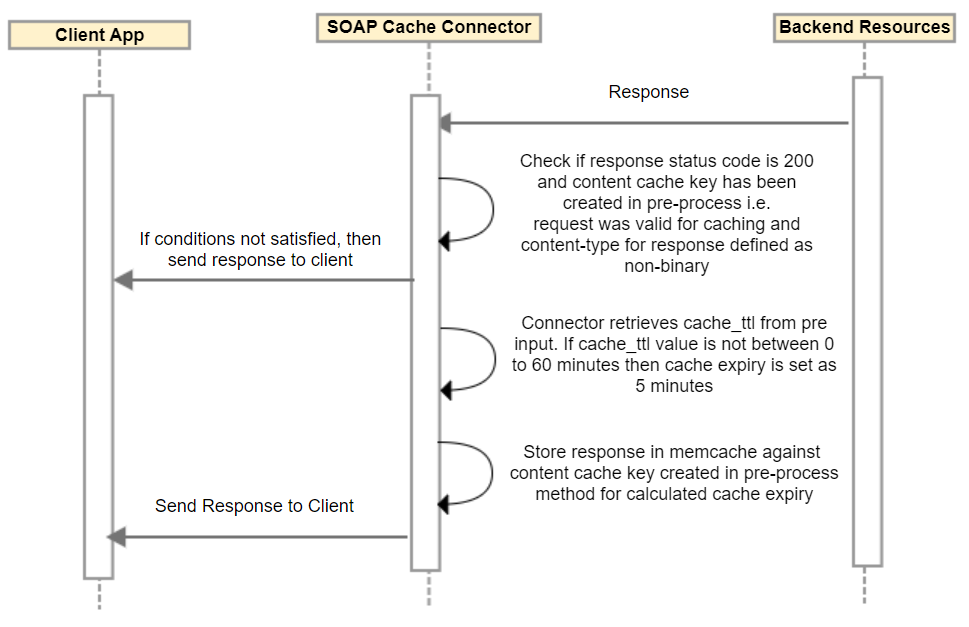 Client App
SOAP Cache Connector
Backend Resources
Response
Check if response status code is 200
and content cache key has been
created in pre-process i.e.
request was valid for caching and
content-type for response defined as
non-binary
If conditions not satisfied, then
send response to client
Connector retrieves cache_ttl from pre
input. If cache_ttl value is not between 0
to 60 minutes then cache expiry is set as
5 minutes
Store response in memcache against
content cache key created in pre-process
method for calculated cache expiry
Send Response to Client